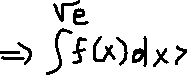 ⇒ ∫^{√e} f(x) dx >